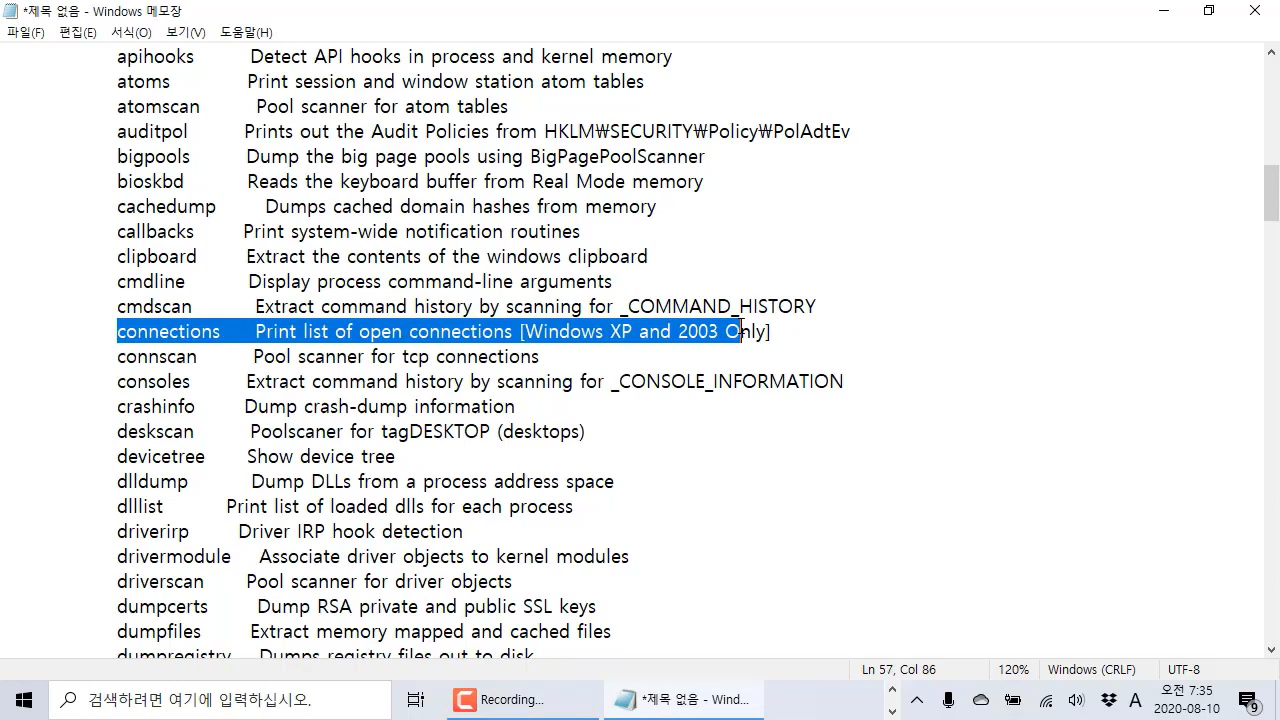 *제목 없음 - Windows 메모장
파일(F) 편집(E) 서식(O) 보기(V) 도움말(H)
apihooks Detect API hooks in process and kernel memory
atoms Print session and window station atom tables
atomscan Pool scanner for atom tables
auditpol Prints out the Audit Policies from HKLM₩SECURITY₩Policy₩PolAdtEv
bigpools Dump the big page pools using BigPagePoolScanner
bioskbd Reads the keyboard buffer from Real Mode memory
cachedump Dumps cached domain hashes from memory
callbacks Print system-wide notification routines
clipboard Extract the contents of the windows clipboard
cmdline Display process command-line arguments
cmdscan Extract command history by scanning for _COMMAND_HISTORY
connections Print list of open connections [Windows XP and 2003 Only]
connscan Pool scanner for tcp connections
consoles Extract command history by scanning for _CONSOLE_INFORMATION
crashinfo Dump crash-dump information
deskscan Poolscaner for tagDESKTOP (desktops)
devicetree Show device tree
dlldump Dump DLLs from a process address space
dlllist Print list of loaded dlls for each process
driverirp Driver IRP hook detection
drivermodule Associate driver objects to kernel modules
driverscan Pool scanner for driver objects
dumpcerts Dump RSA private and public SSL keys
dumpfiles Extract memory mapped and cached files
dumpregistry Dumps registry files out to disk
Ln 57, Col 86 120% Windows (CRLF) UTF-8
검색하려면 여기에 입력하십시오. Recording... *제목 없음 - Wind... A 오전 7:35
2020-08-10 9